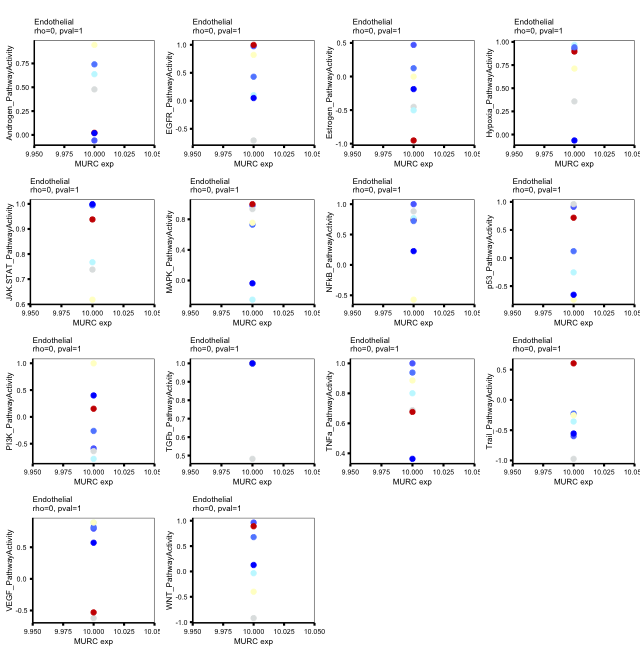 Endothelial
rho=0, pval=1
Androgen_PathwayActivity
0.75
0.50
0.25
0.00
9.950 9.975 10.000 10.025 10.05
MURC exp
Endothelial
rho=0, pval=1
EGFR_PathwayActivity
1.0
0.5
0.0
-0.5
9.950 9.975 10.000 10.025 10.05
MURC exp
Endothelial
rho=0, pval=1
Estrogen_PathwayActivity
0.5
0.0
-0.5
-1.0
9.950 9.975 10.000 10.025 10.05
MURC exp
Endothelial
rho=0, pval=1
Hypoxia_PathwayActivity
1.00
0.75
0.50
0.25
0.00
9.950 9.975 10.000 10.025 10.05
MURC exp
Endothelial
rho=0, pval=1
JAK.STAT_PathwayActivity
1.0
0.9
0.8
0.7
0.6
9.950 9.975 10.000 10.025 10.05
MURC exp
Endothelial
rho=0, pval=1
MAPK_PathwayActivity
0.5
0.0
9.950 9.975 10.000 10.025 10.05
MURC exp
Endothelial
rho=0, pval=1
NFkB_PathwayActivity
1.0
0.5
0.0
-0.5
9.950 9.975 10.000 10.025 10.05
MURC exp
Endothelial
rho=0, pval=1
p53_PathwayActivity
1.0
0.5
0.0
-0.5
9.950 9.975 10.000 10.025 10.05
MURC exp
Endothelial
rho=0, pval=1
PI3K_PathwayActivity
1.0
0.5
0.0
-0.5
9.950 9.975 10.000 10.025 10.05
MURC exp
Endothelial
rho=0, pval=1
TGFb_PathwayActivity
1.0
0.9
0.8
0.7
0.6
0.5
9.950 9.975 10.000 10.025 10.05
MURC exp
Endothelial
rho=0, pval=1
TNFa_PathwayActivity
1.0
0.8
0.6
0.4
9.950 9.975 10.000 10.025 10.05
MURC exp
Endothelial
rho=0, pval=1
Trail_PathwayActivity
0.5
0.0
-0.5
-1.0
9.950 9.975 10.000 10.025 10.05
MURC exp
Endothelial
rho=0, pval=1
VEGF_PathwayActivity
0.5
0.0
-0.5
9.950 9.975 10.000 10.025 10.05
MURC exp
Endothelial
rho=0, pval=1
WNT_PathwayActivity
1.0
0.5
0.0
-0.5
-1.0
9.950 9.975 10.000 10.025 10.050
MURC exp